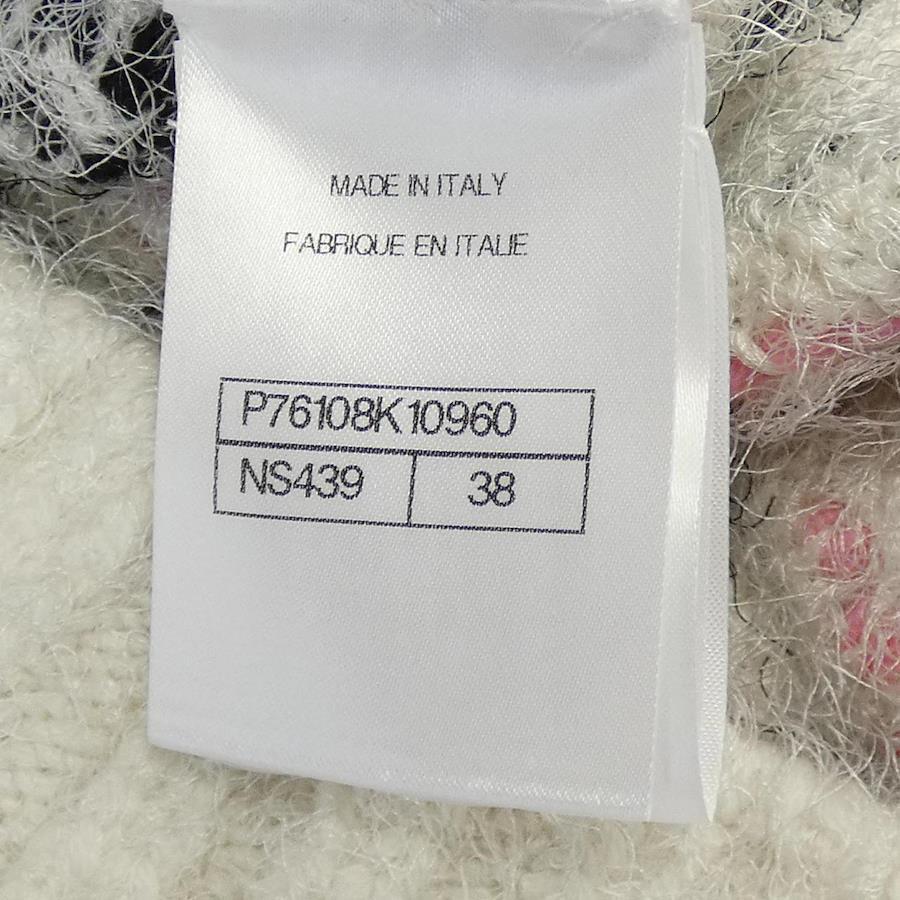 MADE IN ITALY
FABRIQUE EN ITALIE
P76108K10960
NS439 38